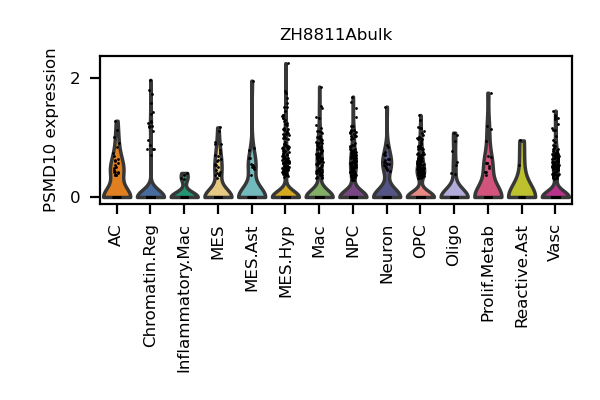 ZH8811Abulk
PSMD10 expression
2
0
AC
Chromatin.Reg
Inflammatory.Mac
MES
MES.Ast
MES.Hyp
Mac
NPC
Neuron
OPC
Oligo
Prolif.Metab
Reactive.Ast
Vasc